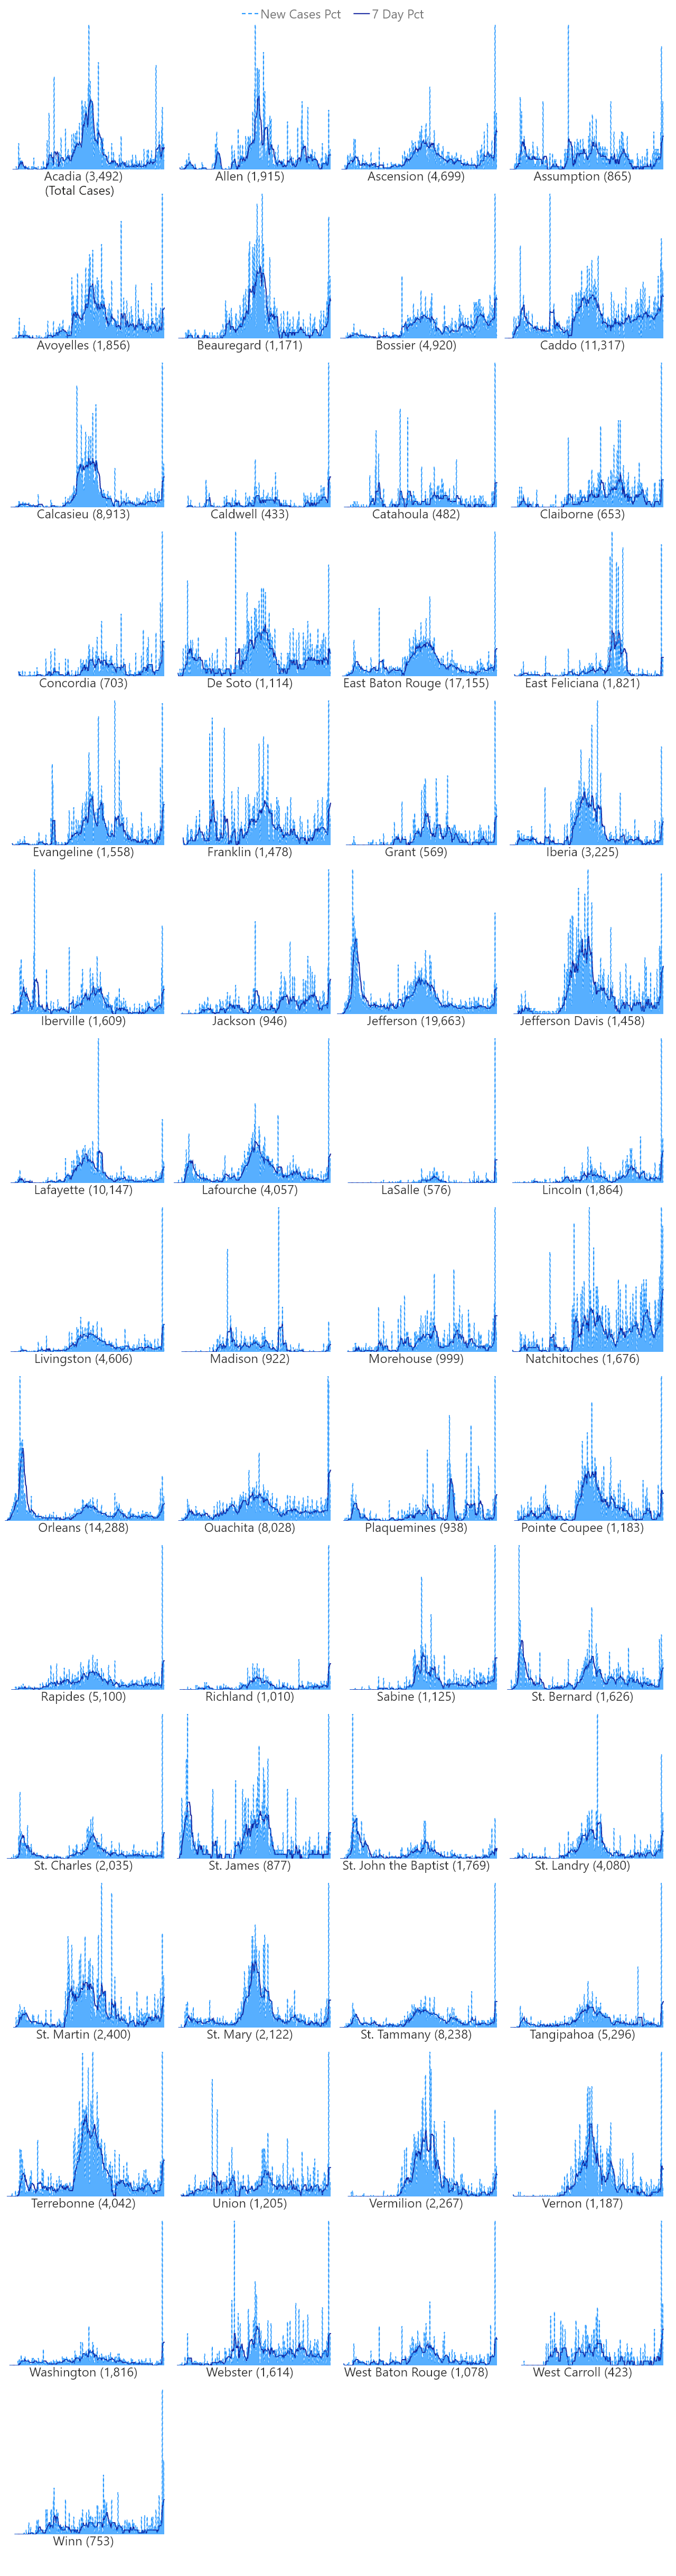 New Cases Pct 7 Day Pct
Acadia (3,492) Allen (1,915) Ascension (4,699) Assumption (865)
(Total Cases)
Avoyelles (1,856) Beauregard (1,171) Bossier (4,920) Caddo (11,317)
Calcasieu (8,913) Caldwell (433) Catahoula (482) Claiborne (653)
Concordia (703) De Soto (1,114) East Baton Rouge (17,155) East Feliciana (1,821)
Evangeline (1,558) Franklin (1,478) Grant (569) Iberia (3,225)
Iberville (1,609) Jackson (946) Jefferson (19,663) Jefferson Davis (1,458)
Lafayette (10,147) Lafourche (4,057) LaSalle (576) Lincoln (1,864)
Livingston (4,606) Madison (922) Morehouse (999) Natchitoches (1,676)
Orleans (14,288) Ouachita (8,028) Plaquemines (938) Pointe Coupee (1,183)
Rapides (5,100) Richland (1,010) Sabine (1,125) St. Bernard (1,626)
St. Charles (2,035) St. James (877) St. John the Baptist (1,769) St. Landry (4,080)
St. Martin (2,400) St. Mary (2,122) St. Tammany (8,238) Tangipahoa (5,296)
Terrebonne (4,042) Union (1,205) Vermilion (2,267) Vernon (1,187)
Washington (1,816) Webster (1,614) West Baton Rouge (1,078) West Carroll (423)
Winn (753)